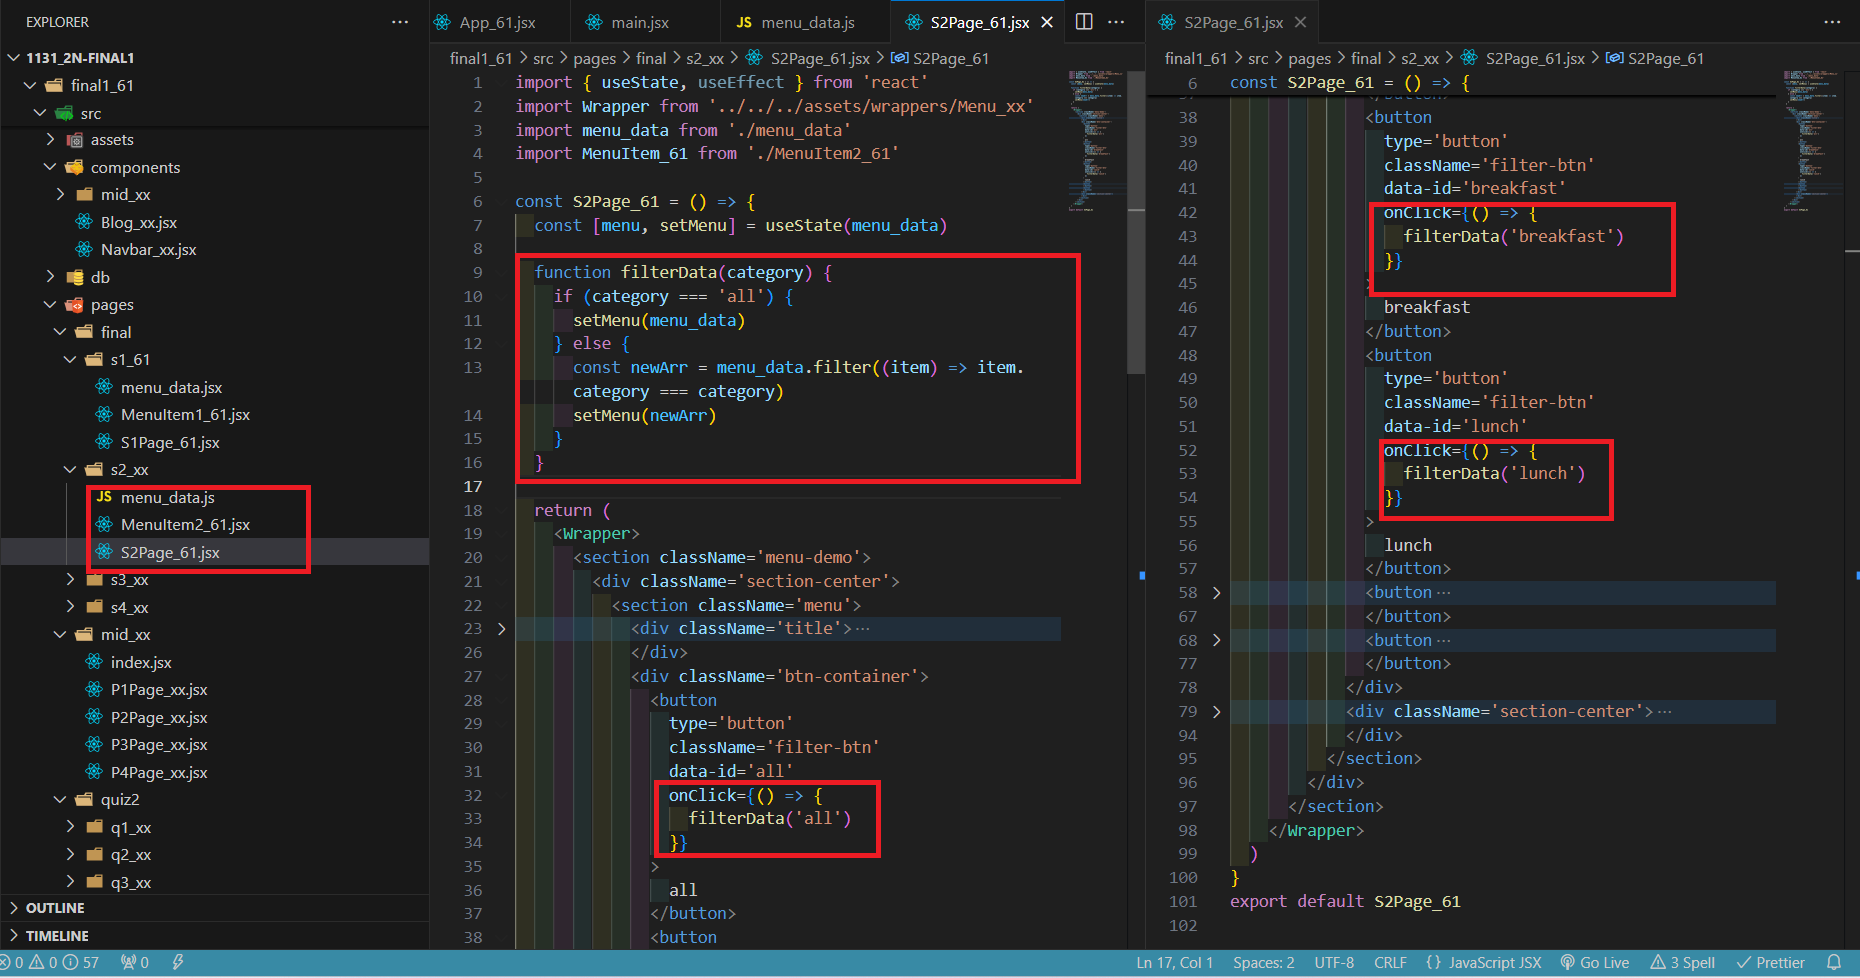 EXPLORER
1131_2N-FINAL1
final1_61
src
assets
components
mid_xx
Blog_xx.jsx
Navbar_xx.jsx
db
pages
final
s1_61
menu_data.jsx
MenuItem1_61.jsx
S1Page_61.jsx
s2_xx
JS menu_data.js
MenuItem2_61.jsx
S2Page_61.jsx
s3_xx
s4_xx
mid_xx
index.jsx
P1Page_xx.jsx
P2Page_xx.jsx
P3Page_xx.jsx
P4Page_xx.jsx
quiz2
q1_xx
q2_xx
q3_xx
OUTLINE
TIMELINE
App_61.jsx main.jsx JS menu_data.js S2Page_61.jsx
final1_61 > src > pages > final > s2_xx > S2Page_61.jsx > S2Page_61
1 import { useState, useEffect } from 'react'
2 import Wrapper from '../../../assets/wrappers/Menu_xx'
3 import menu_data from './menu_data'
4 import MenuItem_61 from './MenuItem2_61'
5
6 const S2Page_61 = () => {
7 const [menu, setMenu] = useState(menu_data)
8
9 function filterData(category) {
10 if (category === 'all') {
11 setMenu(menu_data)
12 } else {
13 const newArr = menu_data.filter((item) => item.
category === category)
14 setMenu(newArr)
15 }
16 }
17
18 return (
19 <Wrapper>
20 <section className='menu-demo'>
21 <div className='section-center'>
22 <section className='menu'>
23 <div className='title'>···
26 </div>
27 <div className='btn-container'>
28 <button
29 type='button'
30 className='filter-btn'
31 data-id='all'
32 onClick={() => {
33 filterData('all')
34 }}
35 >
36 all
37 </button>
38 <button
S2Page_61.jsx
final1_61 > src > pages > final > s2_xx > S2Page_61.jsx > S2Page_61
6 const S2Page_61 = () => {
37 </button>
38 <button
39 type='button'
40 className='filter-btn'
41 data-id='breakfast'
42 onClick={() => {
43 filterData('breakfast')
44 }}
45 >
46 breakfast
47 </button>
48 <button
49 type='button'
50 className='filter-btn'
51 data-id='lunch'
52 onClick={() => {
53 filterData('lunch')
54 }}
55 >
56 lunch
57 </button>
58 <button···
67 </button>
68 <button···
77 </button>
78 </div>
79 <div className='section-center'>···
94 </div>
95 </section>
96 </div>
97 </section>
98 </Wrapper>
99 )
100 }
101 export default S2Page_61
102
0 0 57 0 Ln 17, Col 1 Spaces: 2 UTF-8 CRLF {} JavaScript JSX Go Live 3 Spell Prettier